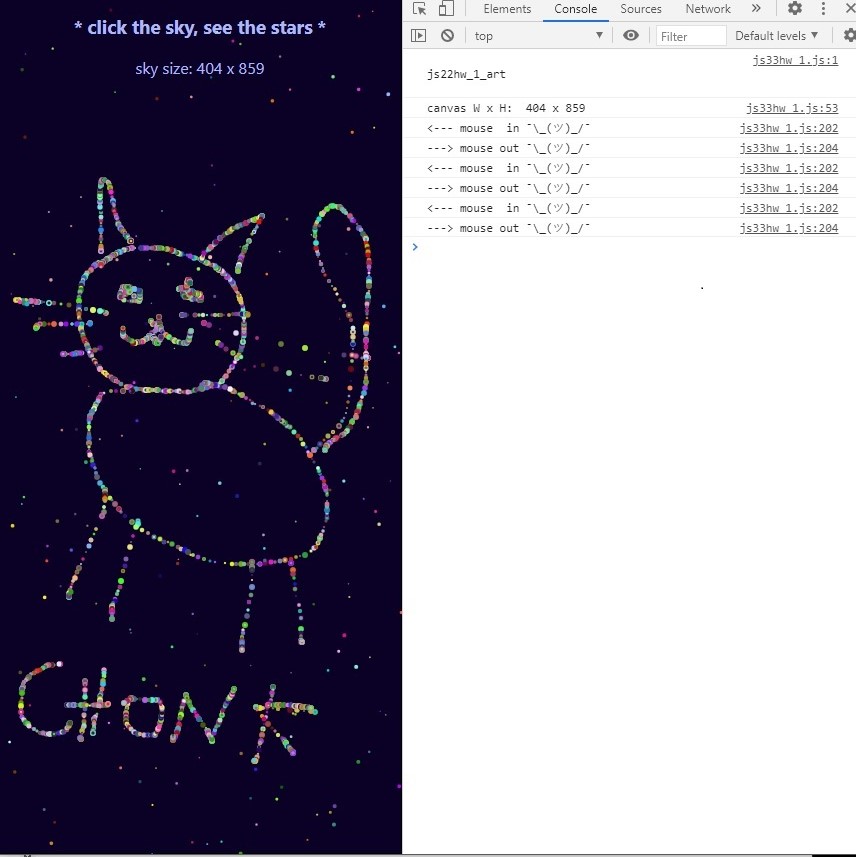 * click the sky, see the stars *
sky size: 404 x 859
CHONK
Elements Console Sources Network »
top Filter Default levels
js33hw_1.js:1
js22hw_1_art
canvas W x H:  404 x 859 js33hw_1.js:53
<--- mouse  in ¯\_(ツ)_/¯ js33hw_1.js:202
---> mouse out ¯\_(ツ)_/¯ js33hw_1.js:204
<--- mouse  in ¯\_(ツ)_/¯ js33hw_1.js:202
---> mouse out ¯\_(ツ)_/¯ js33hw_1.js:204
<--- mouse  in ¯\_(ツ)_/¯ js33hw_1.js:202
---> mouse out ¯\_(ツ)_/¯ js33hw_1.js:204